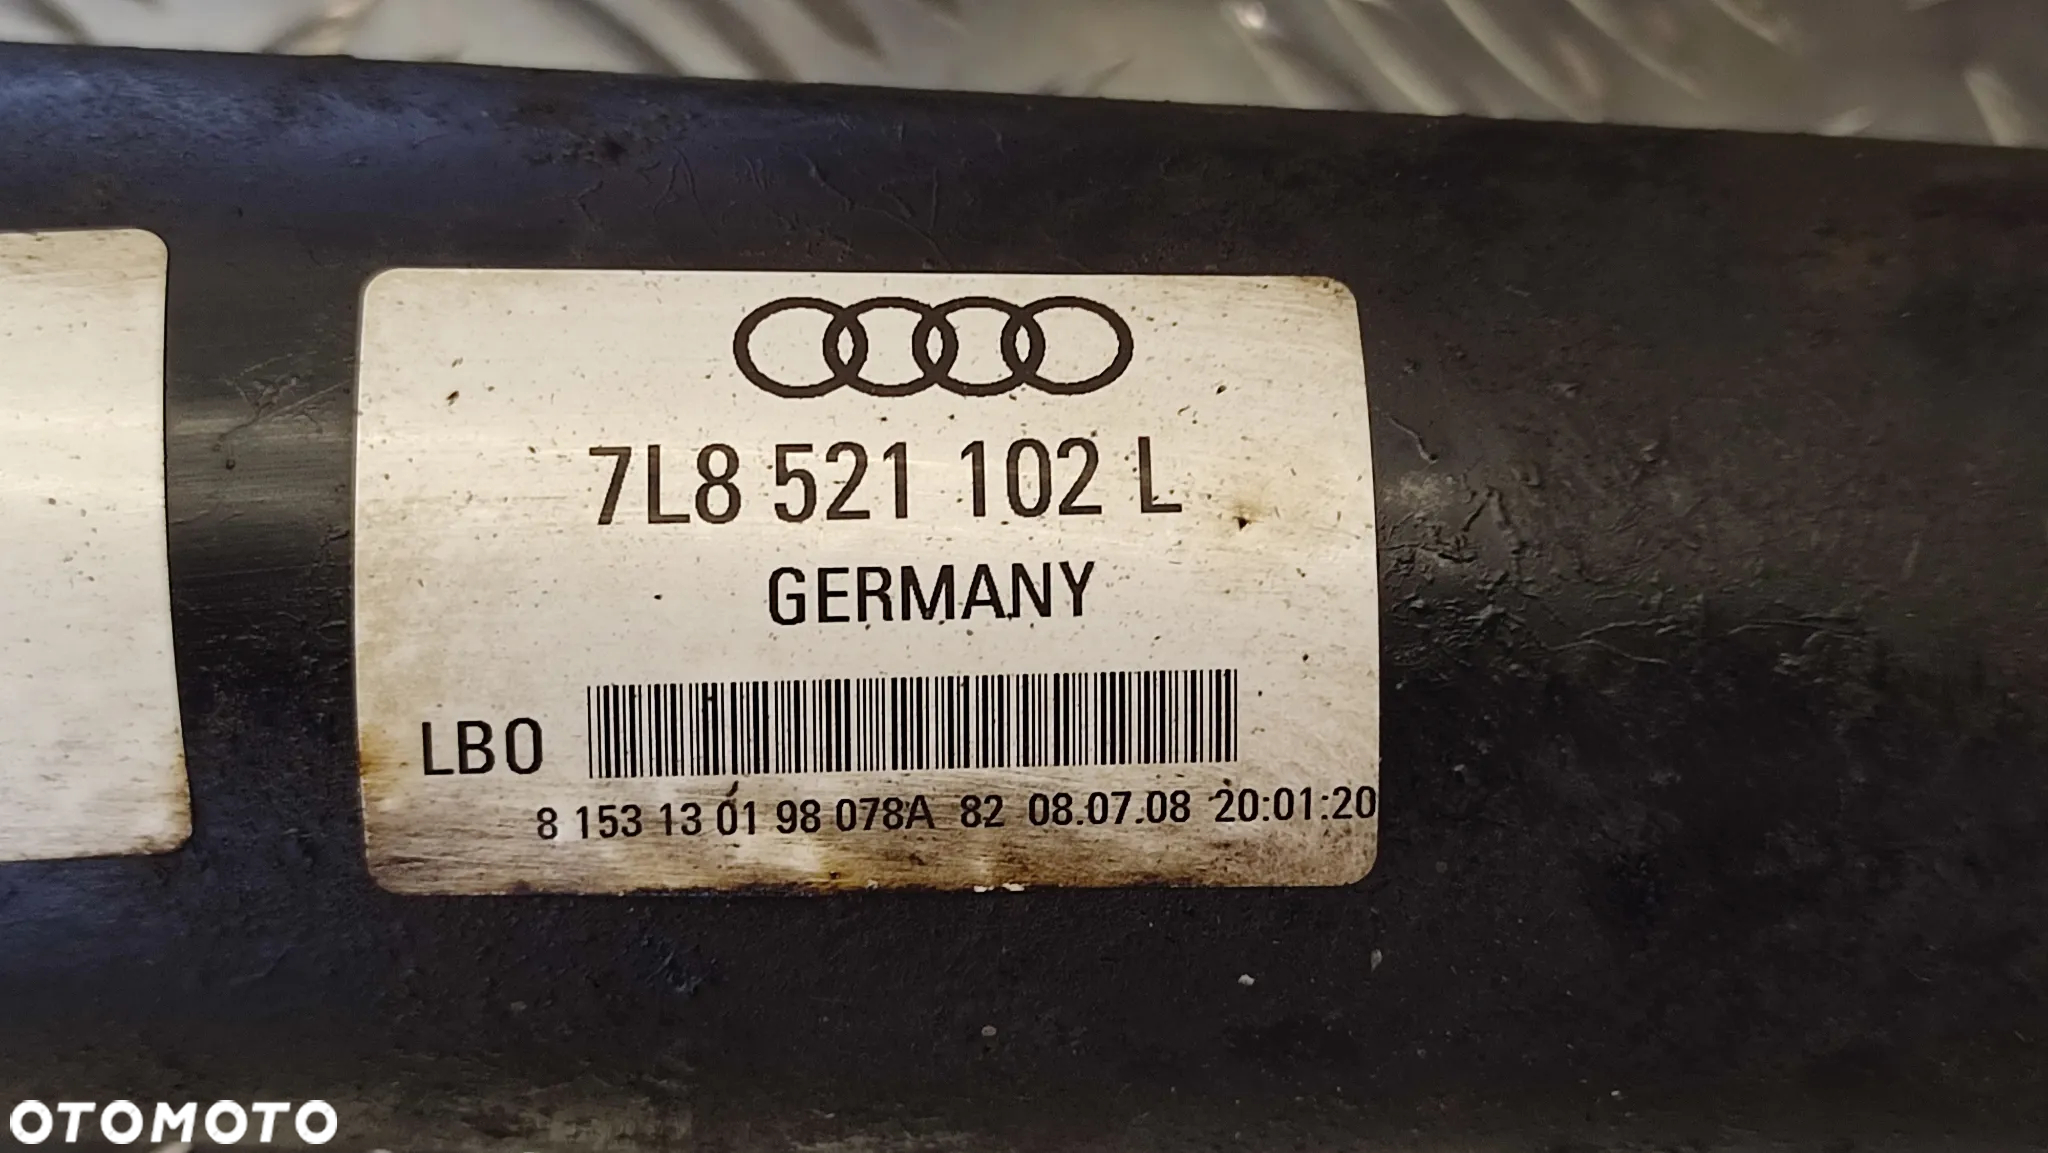 7L8 521 102 L
GERMANY
LBO
8 153 13 01 98 078A 82 08.07.08 20:01:20
OTOMOTO